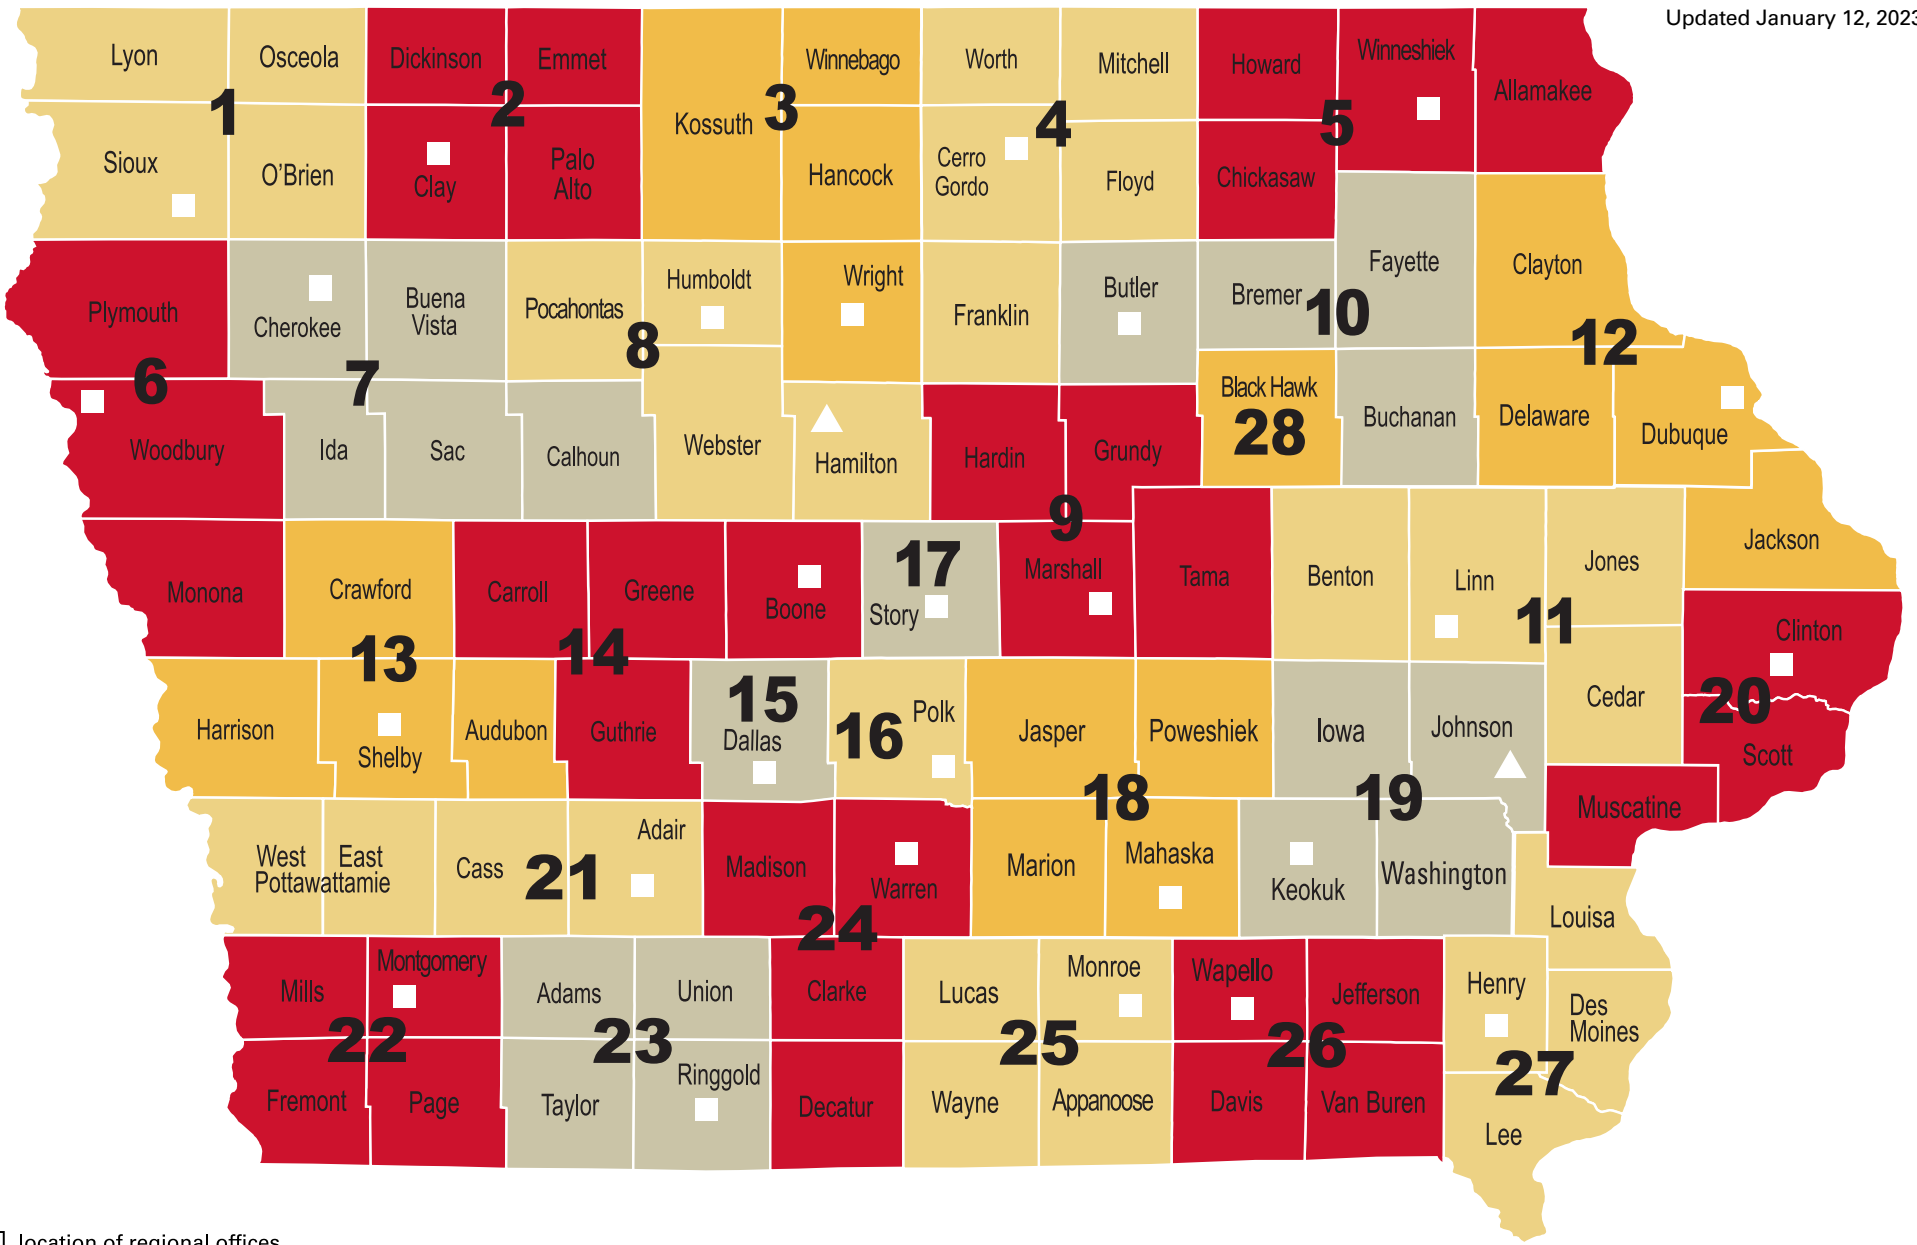 Updated January 12, 2023
Lyon
Osceola
Dickinson
Emmet
Kossuth
Winnebago
Worth
Mitchell
Howard
Winneshiek
Allamakee
1
2
3
4
5
Sioux
O'Brien
Clay
Palo
Alto
Hancock
Cerro
Gordo
Floyd
Chickasaw
Plymouth
Cherokee
Buena
Vista
Pocahontas
Humboldt
Wright
Franklin
Butler
Bremer
Fayette
Clayton
6
7
8
10
12
Woodbury
Ida
Sac
Calhoun
Webster
Hamilton
Hardin
Grundy
Black Hawk
28
Buchanan
Delaware
Dubuque
9
Monona
Crawford
Carroll
Greene
Boone
17
Story
Marshall
Tama
Benton
Linn
Jones
Jackson
13
14
11
Clinton
20
Harrison
Shelby
Audubon
Guthrie
15
Dallas
16
Polk
Jasper
Poweshiek
Iowa
Johnson
Cedar
Scott
18
19
Muscatine
West
East
Pottawattamie
Cass
21
Adair
Madison
Warren
Marion
Mahaska
Keokuk
Washington
Louisa
24
Mills
Montgomery
Adams
Union
Clarke
Lucas
Monroe
Wapello
Jefferson
Henry
Des
Moines
22
23
25
26
27
Fremont
Page
Taylor
Ringgold
Decatur
Wayne
Appanoose
Davis
Van Buren
Lee
location of regional offices